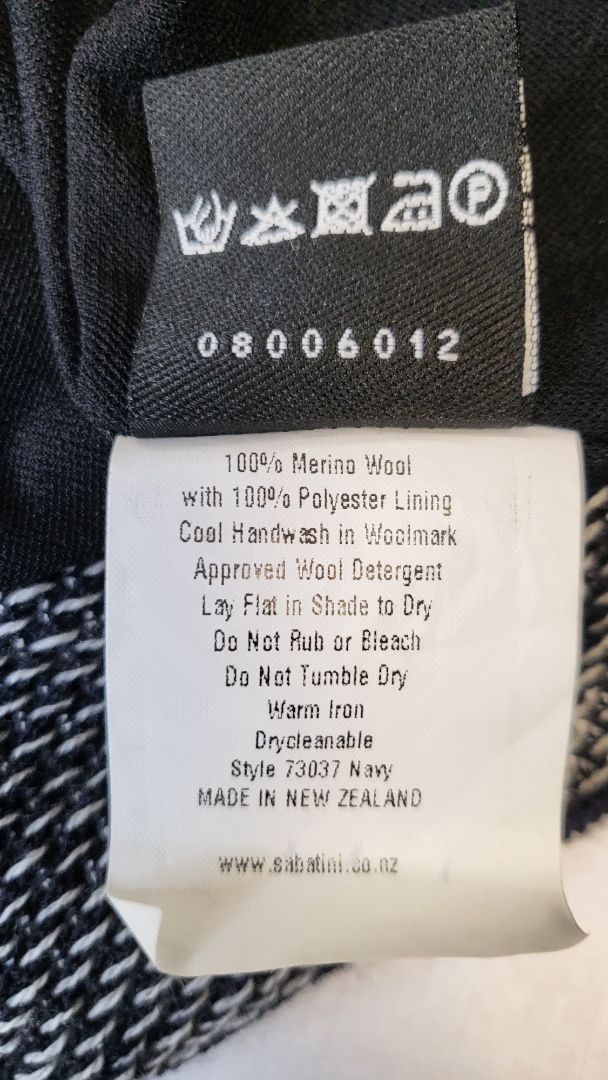 P
08006012
100% Merino Wool
with 100% Polyester Lining
Cool Handwash in Woolmark
Approved Wool Detergent
Lay Flat in Shade to Dry
Do Not Rub or Bleach
Do Not Tumble Dry
Warm Iron
Drycleanable
Style 73037 Navy
MADE IN NEW ZEALAND
www.sabatini.co.nz